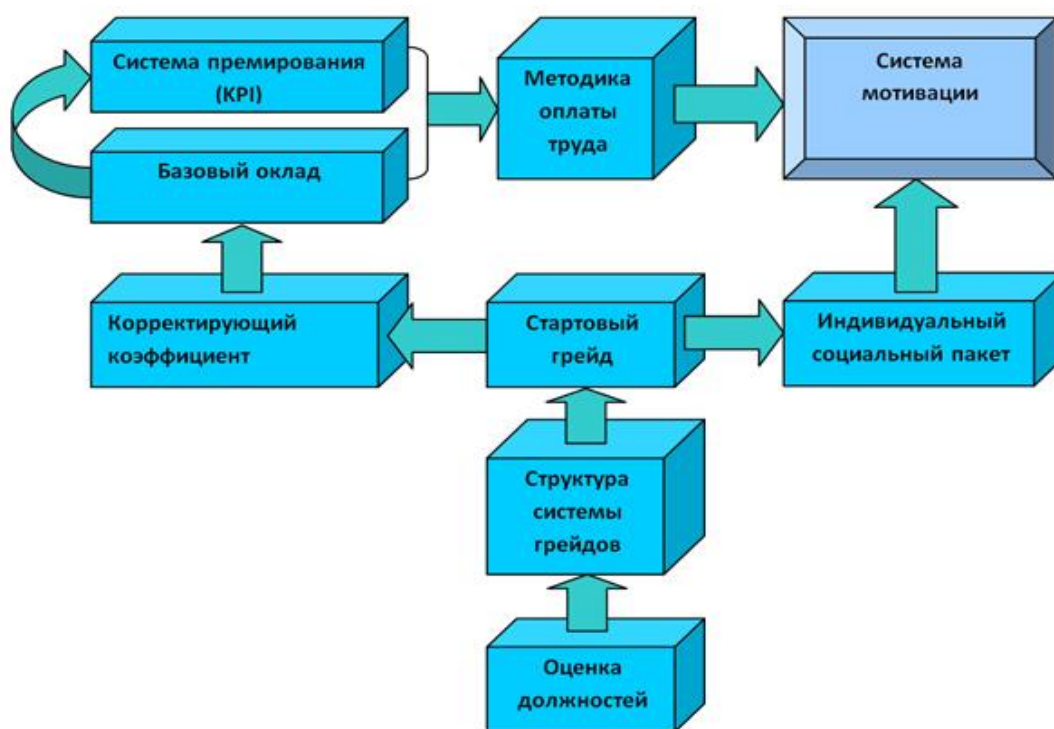 Система премирования
(KPI)
Базовый оклад
Методика
оплаты
труда
Система
мотивации
Корректирующий
коэффициент
Стартовый
грейд
Индивидуальный
социальный пакет
Структура
системы
грейдов
Оценка
должностей